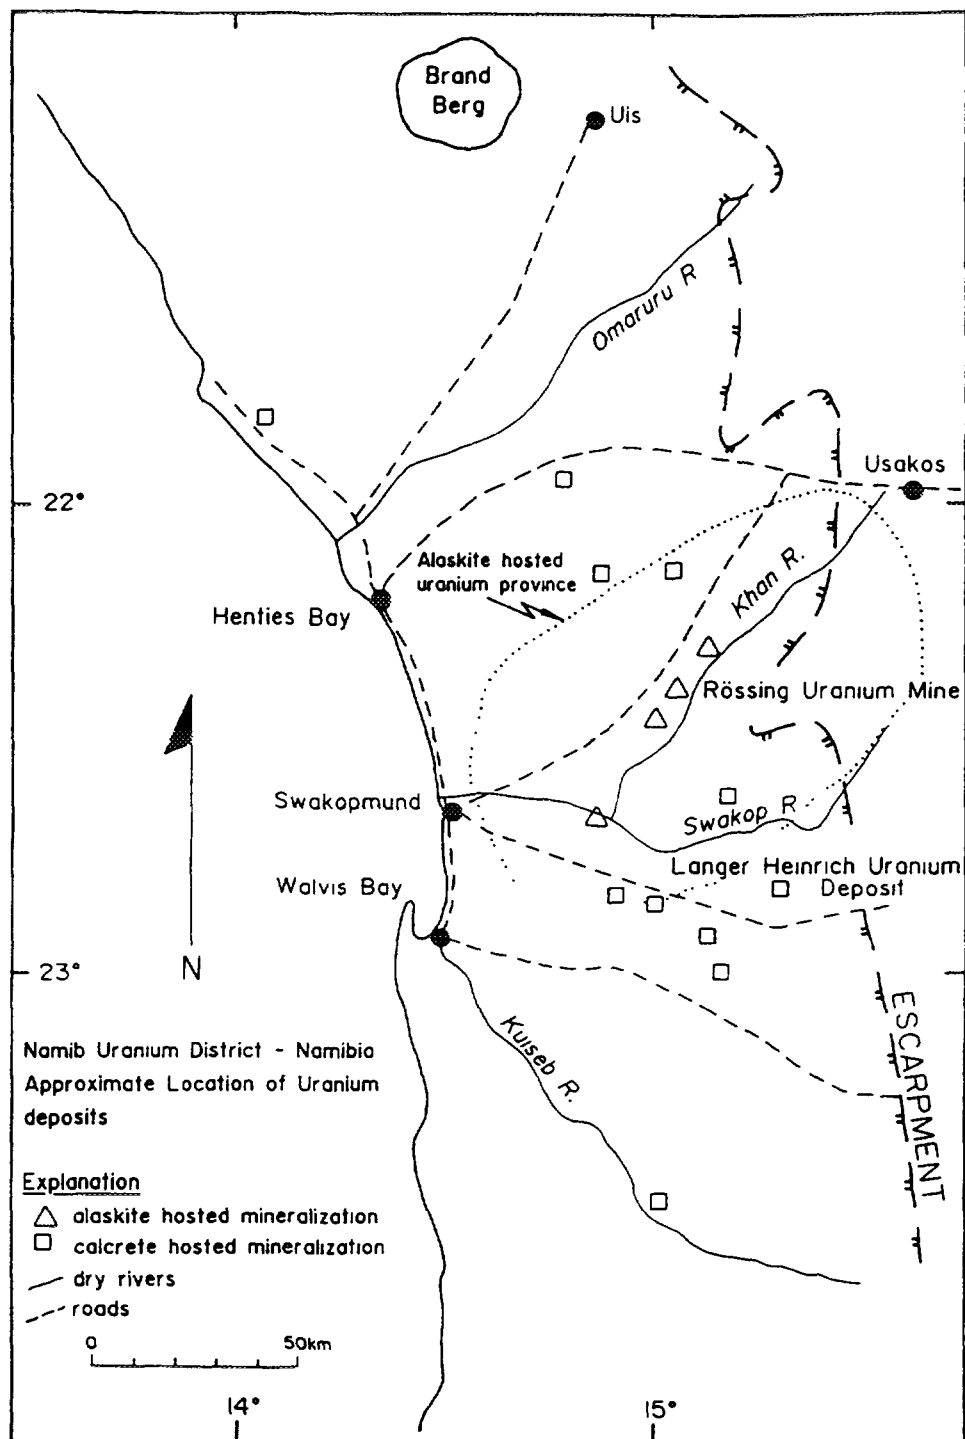 Brand
Berg
Uis
Omaruru R
Usakos
22°
Alaskite hosted
uranium province
Khan R.
Henties Bay
Rössing Uranium Mine
Swakopmund
Swakop R
Langer Heinrich Uranium
Deposit
Walvis Bay
N
23°
Kuiseb R.
ESCARPMENT
Namib Uranium District - Namibia
Approximate Location of Uranium
deposits
Explanation
alaskite hosted mineralization
calcrete hosted mineralization
dry rivers
roads
0 50km
14° 15°